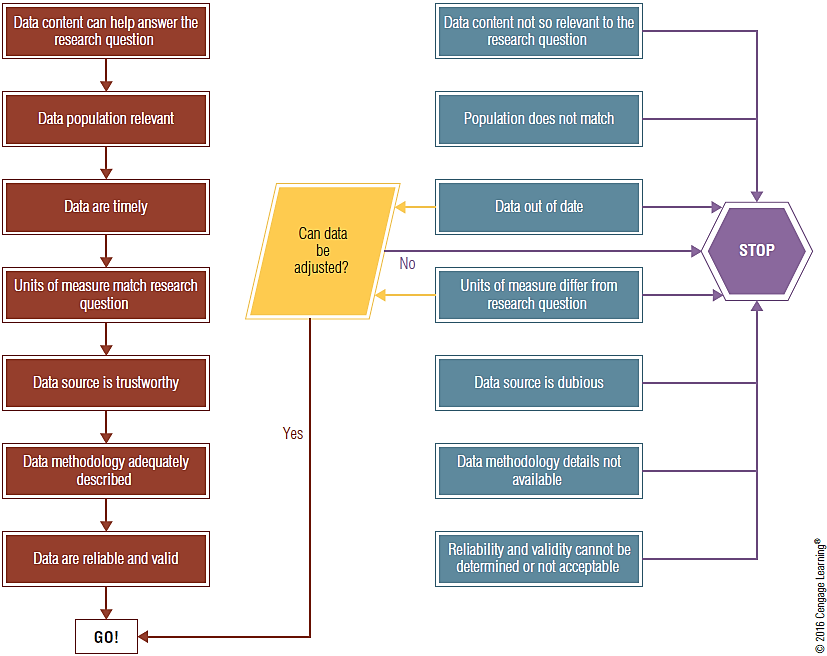 Data content can help answer the
research question
Data population relevant
Data are timely
Units of measure match research
question
Data source is trustworthy
Data methodology adequately
described
Data are reliable and valid
GO!
Can data
be
adjusted?
Yes
No
Data content not so relevant to the
research question
Population does not match
Data out of date
Units of measure differ from
research question
Data source is dubious
Data methodology details not
available
Reliability and validity cannot be
determined or not acceptable
STOP
© 2016 Cengage Learning®